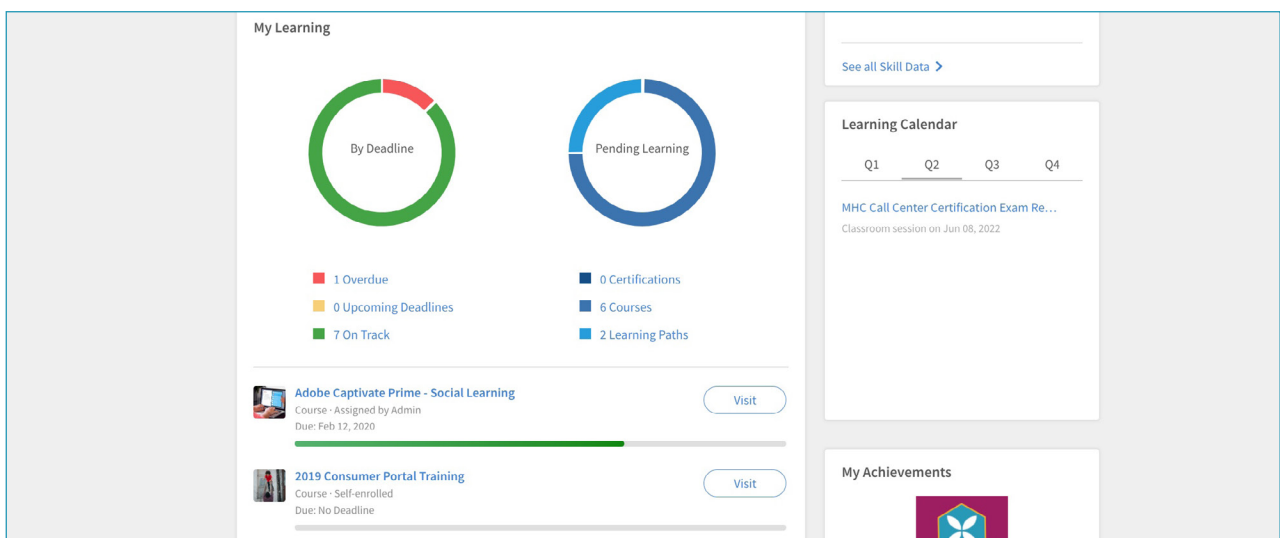 My Learning
By Deadline
Pending Learning
1 Overdue
0 Upcoming Deadlines
7 On Track
0 Certifications
6 Courses
2 Learning Paths
Adobe Captivate Prime - Social Learning
Course · Assigned by Admin
Due: Feb 12, 2020
Visit
2019 Consumer Portal Training
Course · Self-enrolled
Due: No Deadline
Visit
See all Skill Data
Learning Calendar
Q1 Q2 Q3 Q4
MHC Call Center Certification Exam Re...
Classroom session on Jun 08, 2022
My Achievements